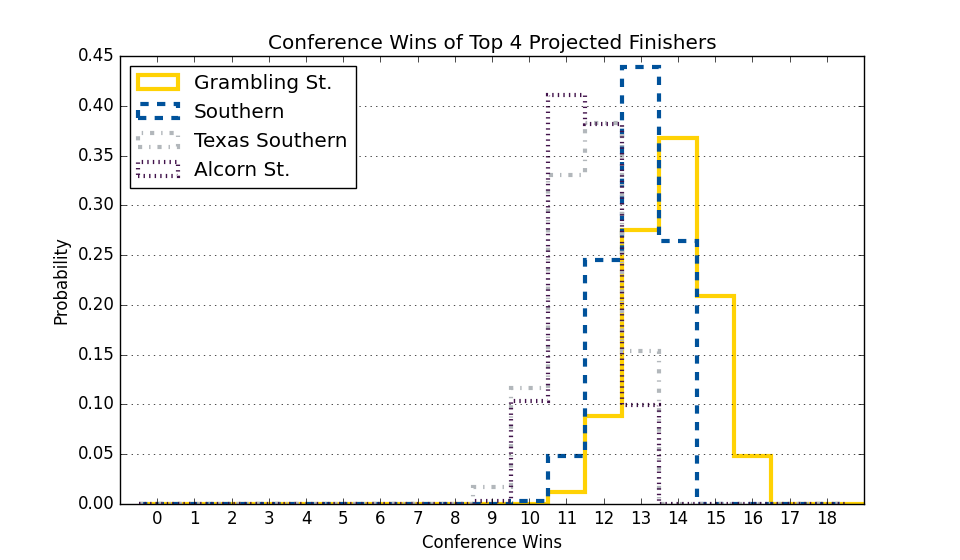 Conference Wins of Top 4 Projected Finishers
0.45
0.40
0.35
0.30
0.25
0.20
0.15
0.10
0.05
0.00
Probability
Grambling St.
Southern
Texas Southern
Alcorn St.
0 1 2 3 4 5 6 7 8 9 10 11 12 13 14 15 16 17 18
Conference Wins